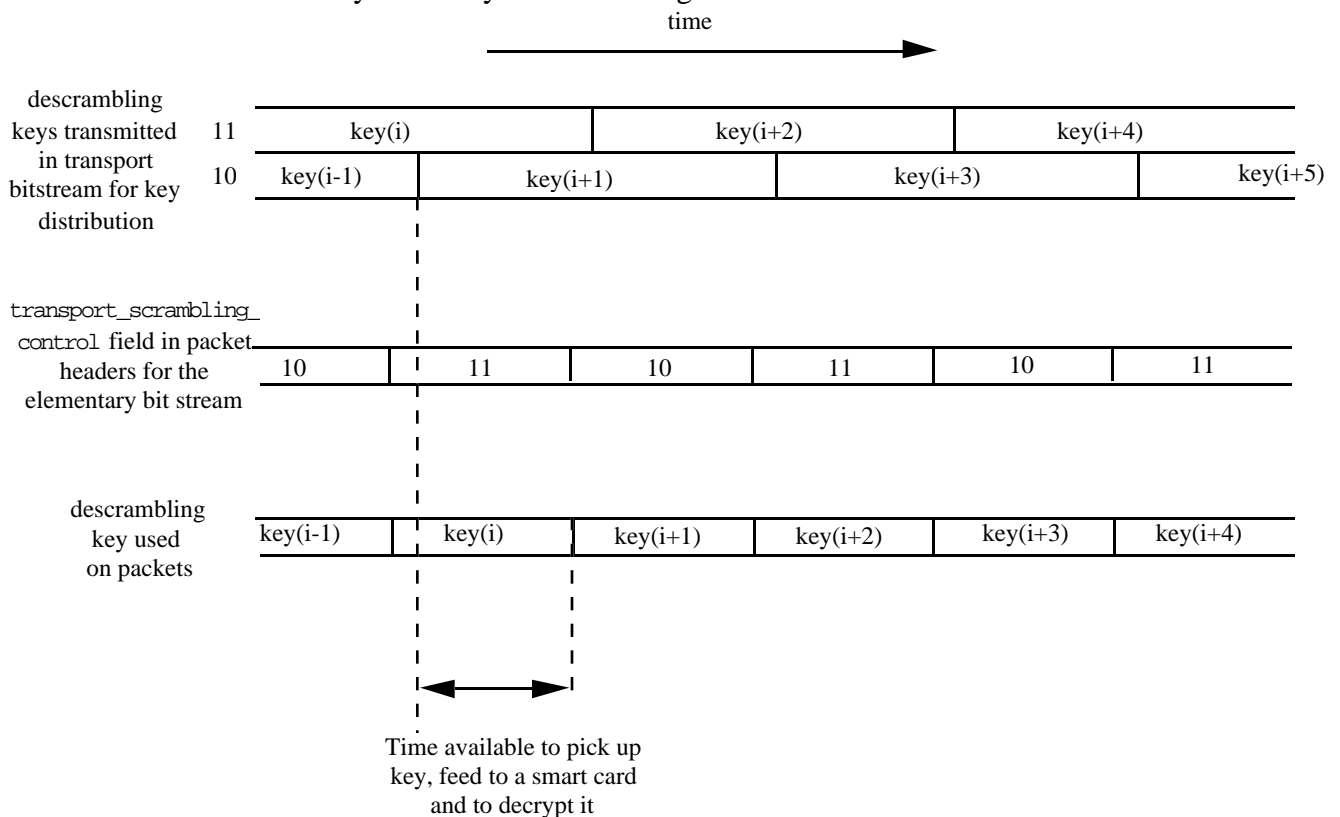 time
descrambling
keys transmitted
in transport
bitstream for key
distribution
11 key(i) key(i+2) key(i+4)
10 key(i-1) key(i+1) key(i+3) key(i+5)
transport_scrambling_
control field in packet
headers for the
elementary bit stream
10 11 10 11 10 11
descrambling
key used
on packets
key(i-1) key(i) key(i+1) key(i+2) key(i+3) key(i+4)
Time available to pick up
key, feed to a smart card
and to decrypt it